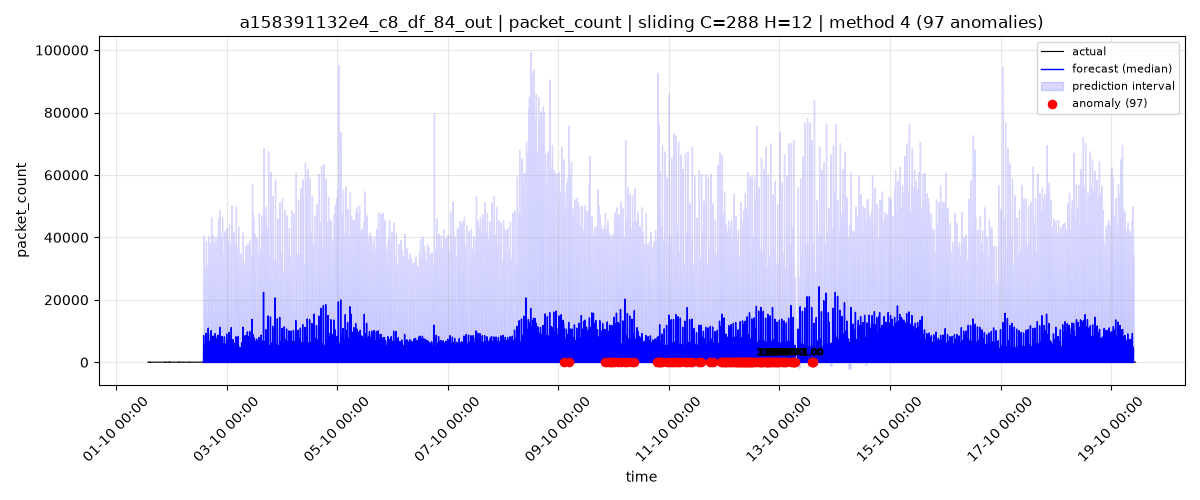 a158391132e4_c8_df_84_out | packet_count | sliding C=288 H=12 | method 4 (97 anomalies)
100000
80000
60000
40000
20000
0
packet_count
actual
forecast (median)
prediction interval
anomaly (97)
01-10 00:00
03-10 00:00
05-10 00:00
07-10 00:00
09-10 00:00
11-10 00:00
13-10 00:00
15-10 00:00
17-10 00:00
19-10 00:00
time